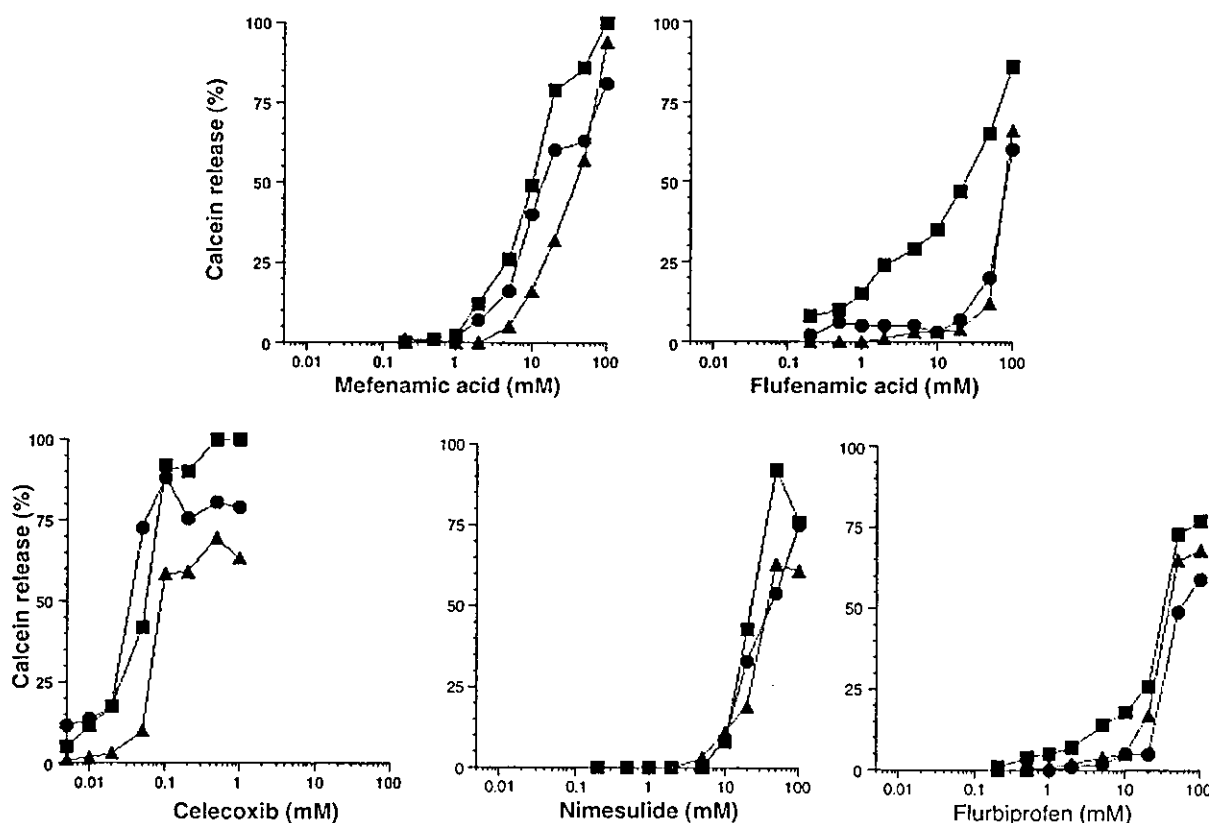 Calcein release (%)
100
75
50
25
0
0.01 0.1 1 10 100
Mefenamic acid (mM)
100
75
50
25
0
0.01 0.1 1 10 100
Flufenamic acid (mM)
Calcein release (%)
100
75
50
25
0
0.01 0.1 1 10 100
Celecoxib (mM)
100
75
50
25
0
0.01 0.1 1 10 100
Nimesulide (mM)
100
75
50
25
0
0.01 0.1 1 10 100
Flurbiprofen (mM)